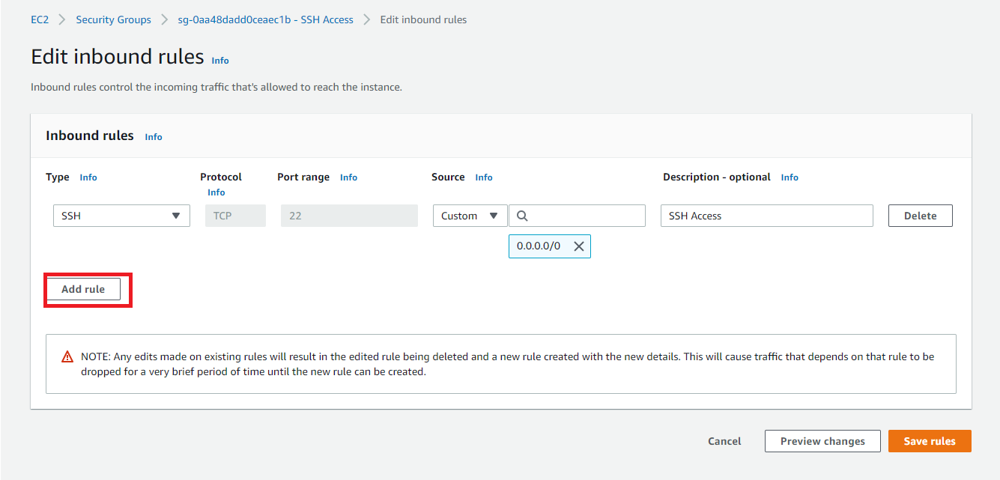 EC2 > Security Groups > sg-0aa48dadd0ceaec1b - SSH Access > Edit inbound rules
Edit inbound rules Info
Inbound rules control the incoming traffic that's allowed to reach the instance.
Inbound rules Info
Type Info Protocol Info Port range Info Source Info Description - optional Info
SSH TCP 22 Custom SSH Access Delete
0.0.0.0/0
Add rule
NOTE: Any edits made on existing rules will result in the edited rule being deleted and a new rule created with the new details. This will cause traffic that depends on that rule to be
dropped for a very brief period of time until the new rule can be created.
Cancel Preview changes Save rules